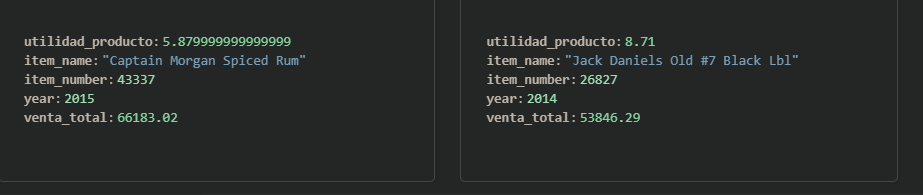 utilidad_producto: 5.879999999999999
item_name: "Captain Morgan Spiced Rum"
item_number: 43337
year: 2015
venta_total: 66183.02
utilidad_producto: 8.71
item_name: "Jack Daniels Old #7 Black Lbl"
item_number: 26827
year: 2014
venta_total: 53846.29